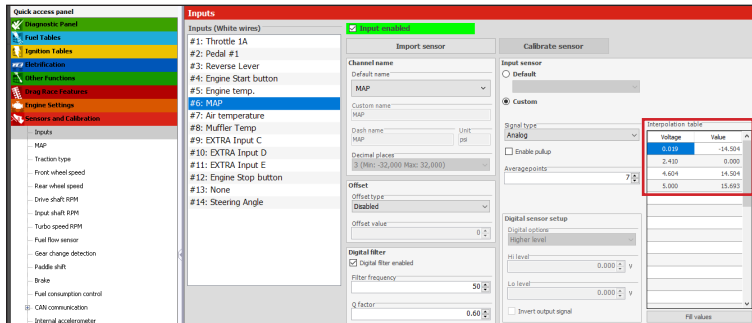 Quick access panel
Diagnostic Panel
Fuel Tables
Ignition Tables
Eletrification
Other Functions
Drag Race Features
Engine Settings
Sensors and Calibration
Inputs
MAP
Traction type
Front wheel speed
Rear wheel speed
Drive shaft RPM
Input shaft RPM
Turbo speed RPM
Fuel flow sensor
Gear change detection
Paddle shift
Brake
Fuel consumption control
CAN communication
Internal accelerometer
Inputs
Inputs (White wires)
#1: Throttle 1A
#2: Pedal #1
#3: Reverse Lever
#4: Engine Start button
#5: Engine temp.
#6: MAP
#7: Air temperature
#8: Muffler Temp
#9: EXTRA Input C
#10: EXTRA Input D
#11: EXTRA Input E
#12: Engine Stop button
#13: None
#14: Steering Angle
Input enabled
Import sensor
Calibrate sensor
Channel name
Default name
MAP
Custom name
MAP
Dash name Unit
MAP psi
Decimal places
3 (Min: -32,000 Max: 32,000)
Offset
Offset type
Disabled
Offset value
0
Digital filter
Digital filter enabled
Filter frequency
50
Q factor
0.60
Input sensor
Default
Custom
Signal type
Analog
Enable pullup
Averagepoints
7
Digital sensor setup
Digital options
Higher level
Hi level
0.000 v
Lo level
0.000 v
Invert output signal
Interpolation table
Voltage Value
0.019 -14.504
2.410 0.000
4.604 14.504
5.000 15.693
Fill values